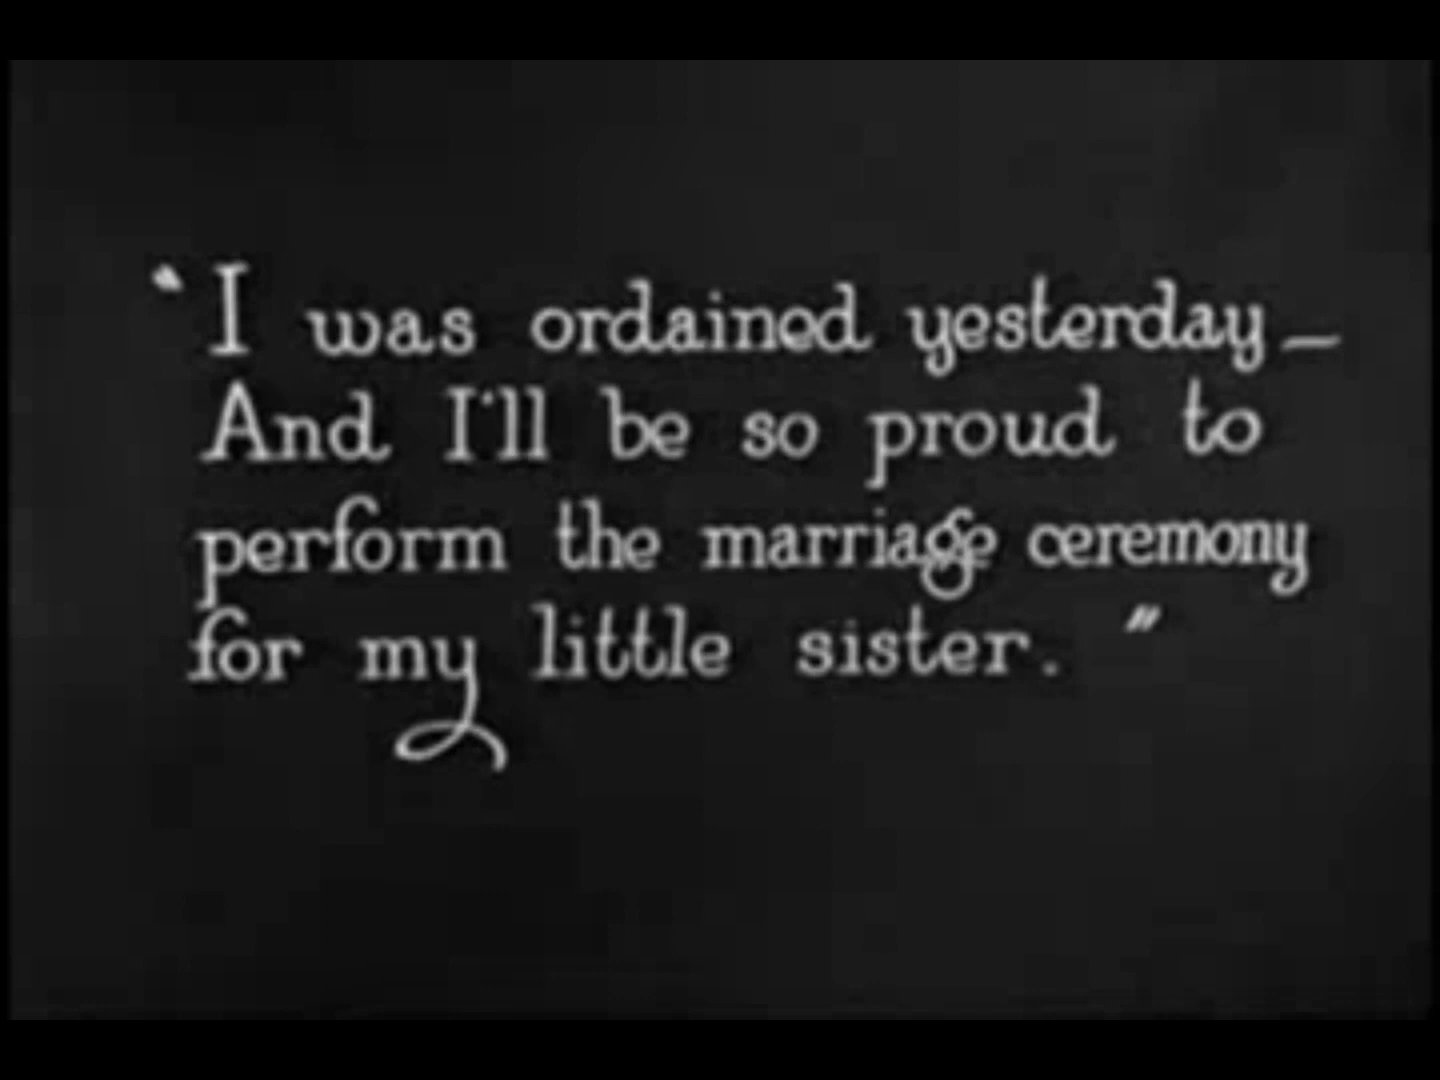 "I was ordained yesterday—
And I'll be so proud to
perform the marriage ceremony
for my little sister."